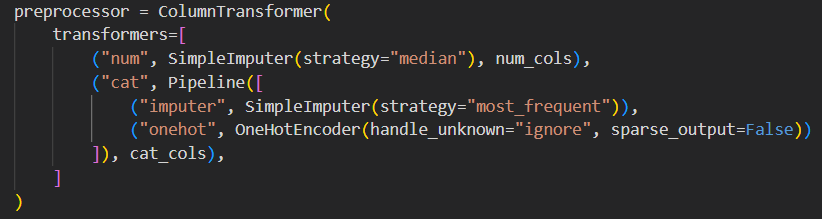 preprocessor = ColumnTransformer(
    transformers=[
        ("num", SimpleImputer(strategy="median"), num_cols),
        ("cat", Pipeline([
            ("imputer", SimpleImputer(strategy="most_frequent")),
            ("onehot", OneHotEncoder(handle_unknown="ignore", sparse_output=False))
        ]), cat_cols),
    ]
)